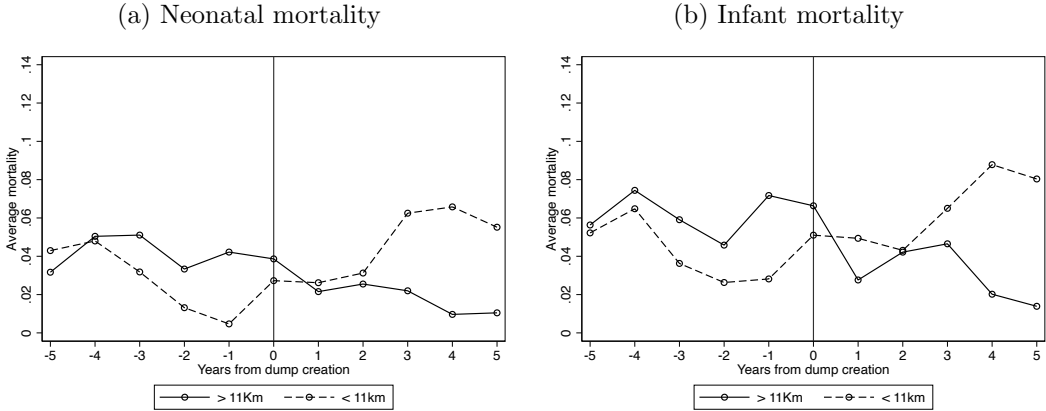 (a) Neonatal mortality
Average mortality
.14
.12
.1
.08
.06
.04
.02
0
-5 -4 -3 -2 -1 0 1 2 3 4 5
Years from dump creation
> 11Km < 11km
(b) Infant mortality
Average mortality
.14
.12
.1
.08
.06
.04
.02
0
-5 -4 -3 -2 -1 0 1 2 3 4 5
Years from dump creation
> 11Km < 11km